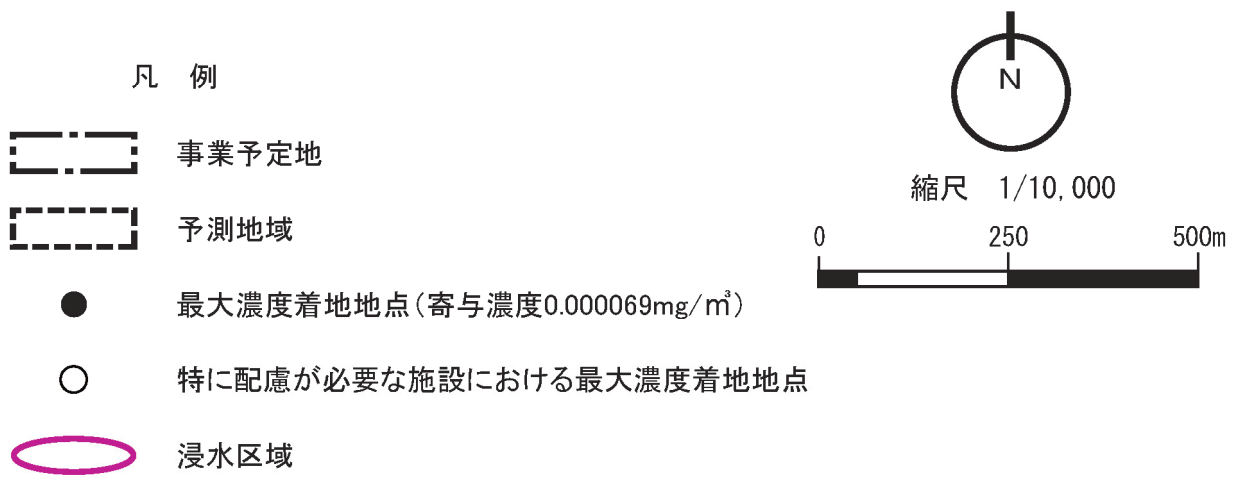 凡 例
事業予定地
予測地域
最大濃度着地地点(寄与濃度0.000069mg/㎥)
特に配慮が必要な施設における最大濃度着地地点
浸水区域
N
縮尺 1/10,000
0 250 500m